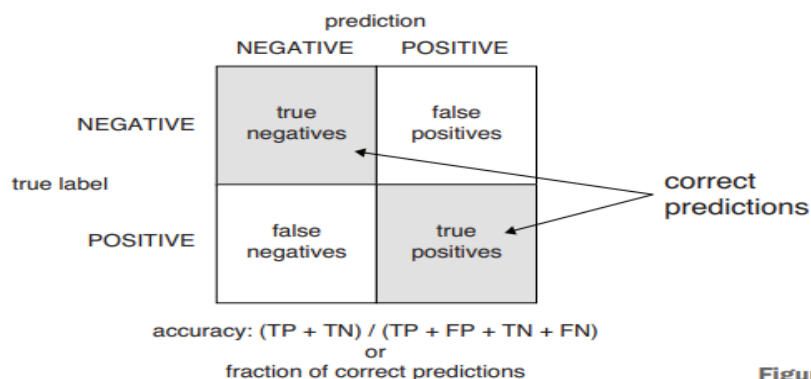 prediction
NEGATIVE POSITIVE
NEGATIVE
true negatives
false positives
true label
correct predictions
POSITIVE
false negatives
true positives
accuracy: (TP + TN) / (TP + FP + TN + FN)
or
fraction of correct predictions
Figur